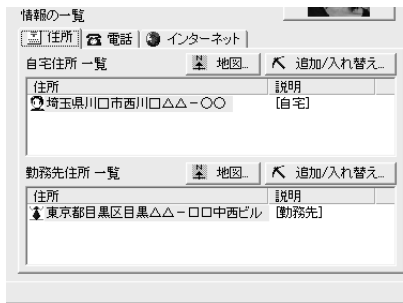 情報の一覧
住所 電話 インターネット
自宅住所 一覧 地図... 追加/入れ替え...
住所 説明
埼玉県川口市西川口△△-〇〇 [自宅]
勤務先住所 一覧 地図... 追加/入れ替え...
住所 説明
東京都目黒区目黒△△-□□中西ビル [勤務先]